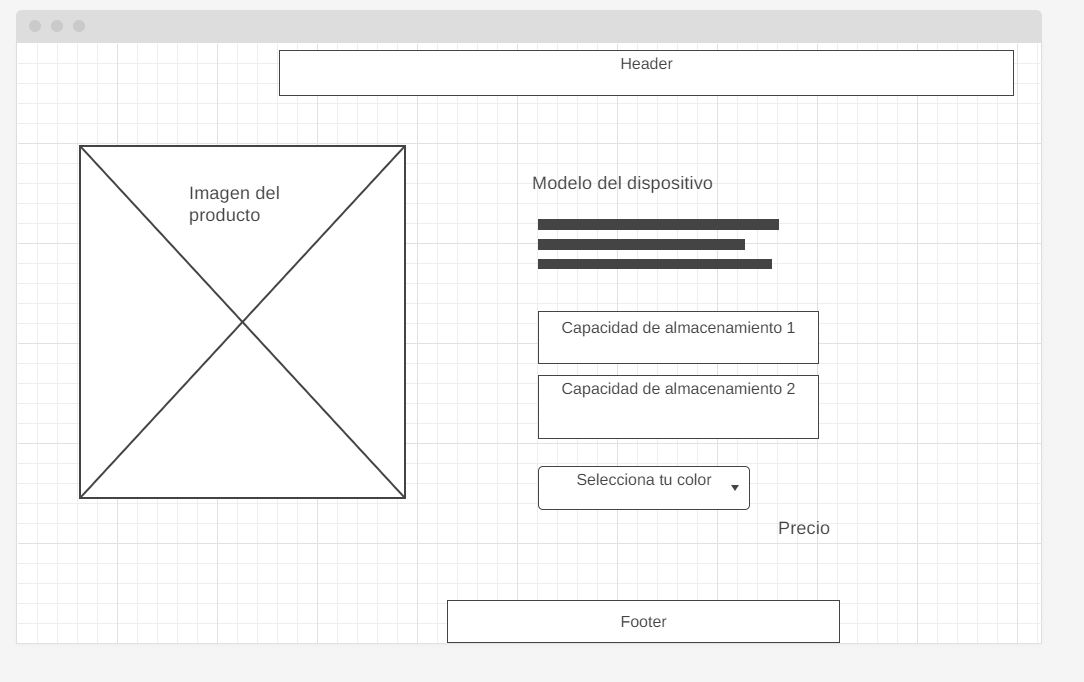 Header
Imagen del
producto
Modelo del dispositivo
Capacidad de almacenamiento 1
Capacidad de almacenamiento 2
Selecciona tu color
Precio
Footer